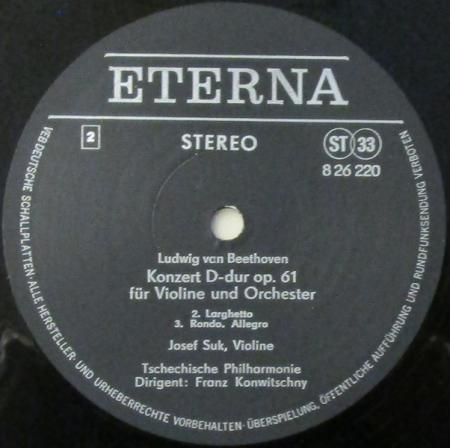 ETERNA
2
STEREO
ST 33
8 26 220
Ludwig van Beethoven
Konzert D-dur op. 61
für Violine und Orchester
2. Larghetto
3. Rondo. Allegro
Josef Suk, Violine
Tschechische Philharmonie
Dirigent: Franz Konwitschny
VEB DEUTSCHE SCHALLPLATTEN · ALLE HERSTELLER- UND URHEBERRECHTE VORBEHALTEN · ÜBERSPIELUNG, ÖFFENTLICHE AUFFÜHRUNG UND RUNDFUNKSENDUNG VERBOTEN